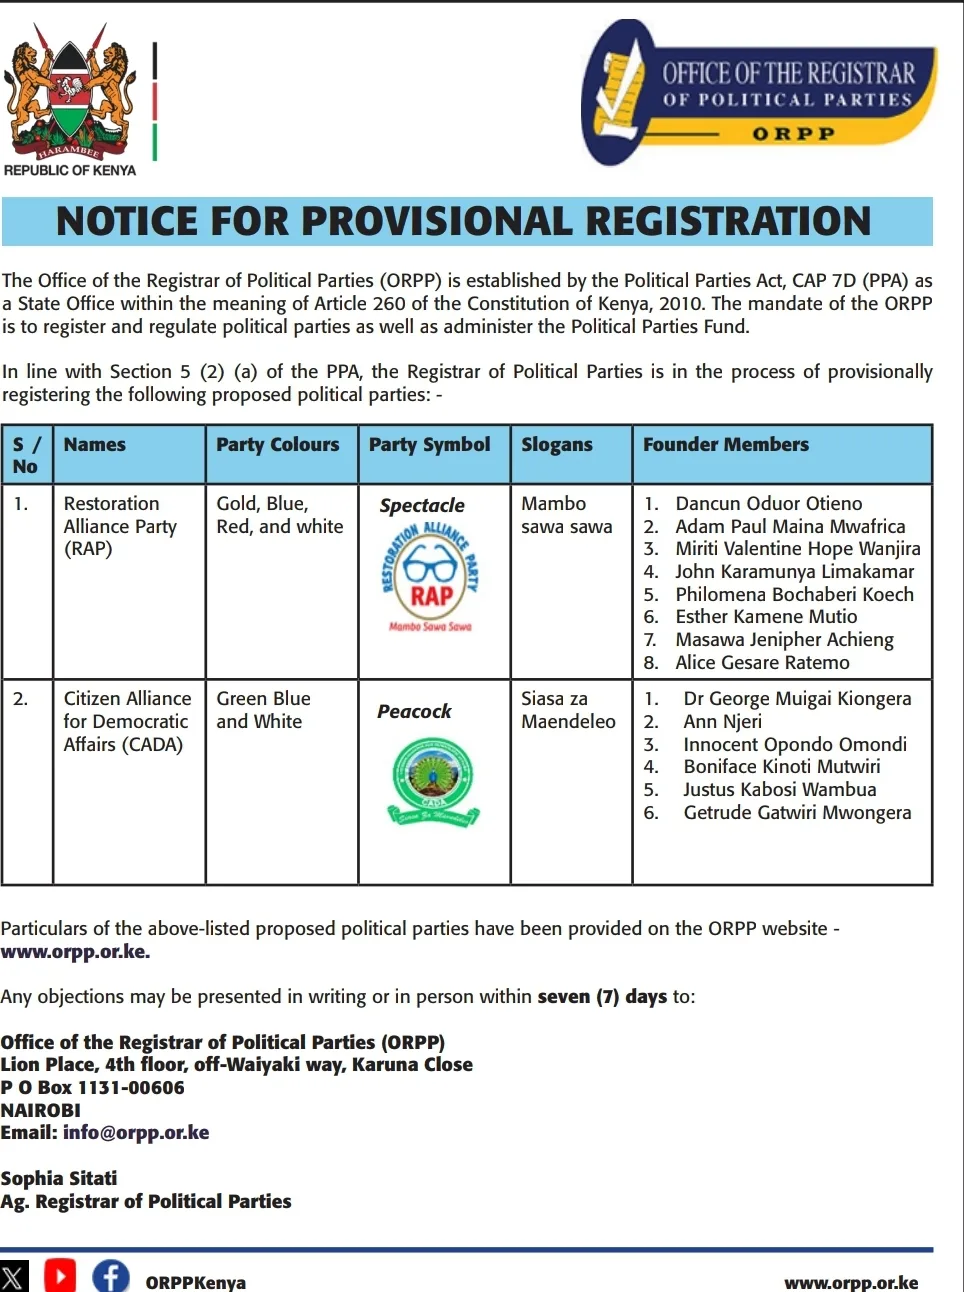 HARAMBEE
REPUBLIC OF KENYA
OFFICE OF THE REGISTRAR
OF POLITICAL PARTIES
ORPP
NOTICE FOR PROVISIONAL REGISTRATION
The Office of the Registrar of Political Parties (ORPP) is established by the Political Parties Act, CAP 7D (PPA) as
a State Office within the meaning of Article 260 of the Constitution of Kenya, 2010. The mandate of the ORPP
is to register and regulate political parties as well as administer the Political Parties Fund.
In line with Section 5 (2) (a) of the PPA, the Registrar of Political Parties is in the process of provisionally
registering the following proposed political parties: -
S / No
Names
Party Colours
Party Symbol
Slogans
Founder Members
1.
Restoration
Alliance Party
(RAP)
Gold, Blue,
Red, and white
Spectacle
RESTORATION ALLIANCE PARTY
RAP
Mambo Sawa Sawa
Mambo
sawa sawa
1. Dancun Oduor Otieno
2. Adam Paul Maina Mwafrica
3. Miriti Valentine Hope Wanjira
4. John Karamunya Limakamar
5. Philomena Bochaberi Koech
6. Esther Kamene Mutio
7. Masawa Jenipher Achieng
8. Alice Gesare Ratemo
2.
Citizen Alliance
for Democratic
Affairs (CADA)
Green Blue
and White
Peacock
CADA
Siasa Za Maendeleo
Siasa za
Maendeleo
1. Dr George Muigai Kiongera
2. Ann Njeri
3. Innocent Opondo Omondi
4. Boniface Kinoti Mutwiri
5. Justus Kabosi Wambua
6. Getrude Gatwiri Mwongera
Particulars of the above-listed proposed political parties have been provided on the ORPP website -
www.orpp.or.ke.
Any objections may be presented in writing or in person within seven (7) days to:
Office of the Registrar of Political Parties (ORPP)
Lion Place, 4th floor, off-Waiyaki way, Karuna Close
P O Box 1131-00606
NAIROBI
Email: info@orpp.or.ke
Sophia Sitati
Ag. Registrar of Political Parties
ORPPKenya
www.orpp.or.ke